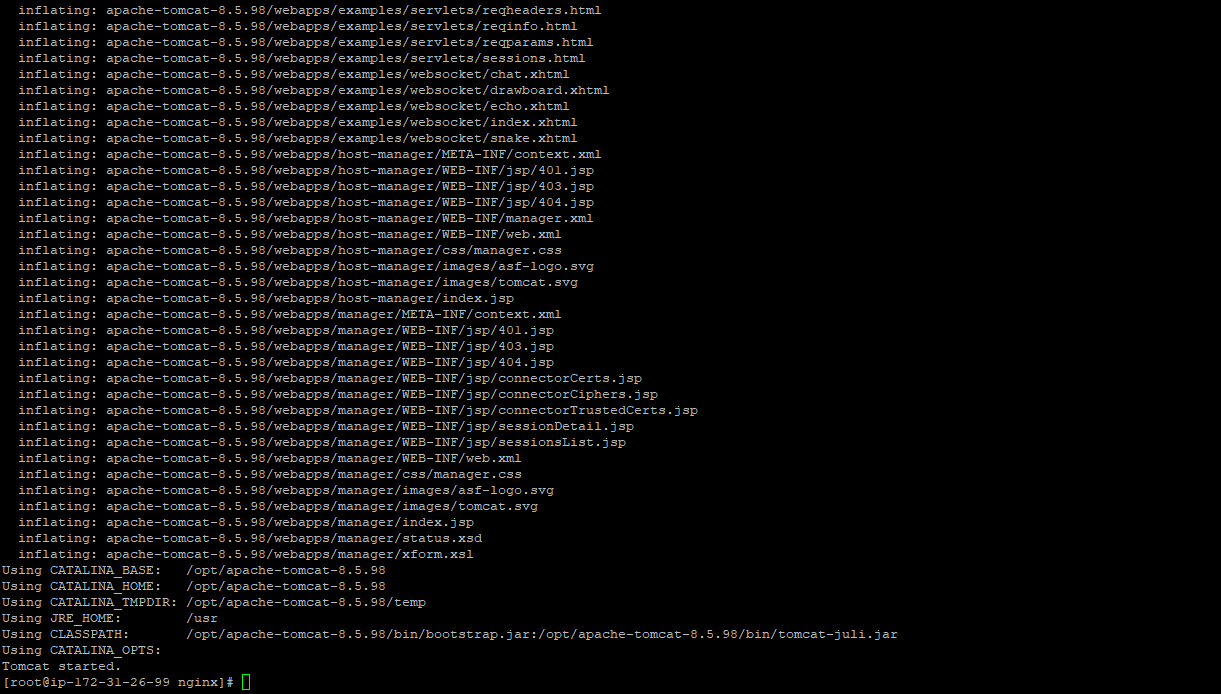 inflating: apache-tomcat-8.5.98/webapps/examples/servlets/reqheaders.html
inflating: apache-tomcat-8.5.98/webapps/examples/servlets/reqinfo.html
inflating: apache-tomcat-8.5.98/webapps/examples/servlets/reqparams.html
inflating: apache-tomcat-8.5.98/webapps/examples/servlets/sessions.html
inflating: apache-tomcat-8.5.98/webapps/examples/websocket/chat.xhtml
inflating: apache-tomcat-8.5.98/webapps/examples/websocket/drawboard.xhtml
inflating: apache-tomcat-8.5.98/webapps/examples/websocket/echo.xhtml
inflating: apache-tomcat-8.5.98/webapps/examples/websocket/index.xhtml
inflating: apache-tomcat-8.5.98/webapps/examples/websocket/snake.xhtml
inflating: apache-tomcat-8.5.98/webapps/host-manager/META-INF/context.xml
inflating: apache-tomcat-8.5.98/webapps/host-manager/WEB-INF/jsp/401.jsp
inflating: apache-tomcat-8.5.98/webapps/host-manager/WEB-INF/jsp/403.jsp
inflating: apache-tomcat-8.5.98/webapps/host-manager/WEB-INF/jsp/404.jsp
inflating: apache-tomcat-8.5.98/webapps/host-manager/WEB-INF/manager.xml
inflating: apache-tomcat-8.5.98/webapps/host-manager/WEB-INF/web.xml
inflating: apache-tomcat-8.5.98/webapps/host-manager/css/manager.css
inflating: apache-tomcat-8.5.98/webapps/host-manager/images/asf-logo.svg
inflating: apache-tomcat-8.5.98/webapps/host-manager/images/tomcat.svg
inflating: apache-tomcat-8.5.98/webapps/host-manager/index.jsp
inflating: apache-tomcat-8.5.98/webapps/manager/META-INF/context.xml
inflating: apache-tomcat-8.5.98/webapps/manager/WEB-INF/jsp/401.jsp
inflating: apache-tomcat-8.5.98/webapps/manager/WEB-INF/jsp/403.jsp
inflating: apache-tomcat-8.5.98/webapps/manager/WEB-INF/jsp/404.jsp
inflating: apache-tomcat-8.5.98/webapps/manager/WEB-INF/jsp/connectorCerts.jsp
inflating: apache-tomcat-8.5.98/webapps/manager/WEB-INF/jsp/connectorCiphers.jsp
inflating: apache-tomcat-8.5.98/webapps/manager/WEB-INF/jsp/connectorTrustedCerts.jsp
inflating: apache-tomcat-8.5.98/webapps/manager/WEB-INF/jsp/sessionDetail.jsp
inflating: apache-tomcat-8.5.98/webapps/manager/WEB-INF/jsp/sessionsList.jsp
inflating: apache-tomcat-8.5.98/webapps/manager/WEB-INF/web.xml
inflating: apache-tomcat-8.5.98/webapps/manager/css/manager.css
inflating: apache-tomcat-8.5.98/webapps/manager/images/asf-logo.svg
inflating: apache-tomcat-8.5.98/webapps/manager/images/tomcat.svg
inflating: apache-tomcat-8.5.98/webapps/manager/index.jsp
inflating: apache-tomcat-8.5.98/webapps/manager/status.xsd
inflating: apache-tomcat-8.5.98/webapps/manager/xform.xsl
Using CATALINA_BASE:   /opt/apache-tomcat-8.5.98
Using CATALINA_HOME:   /opt/apache-tomcat-8.5.98
Using CATALINA_TMPDIR: /opt/apache-tomcat-8.5.98/temp
Using JRE_HOME:        /usr
Using CLASSPATH:       /opt/apache-tomcat-8.5.98/bin/bootstrap.jar:/opt/apache-tomcat-8.5.98/bin/tomcat-juli.jar
Using CATALINA_OPTS:
Tomcat started.
[root@ip-172-31-26-99 nginx]#